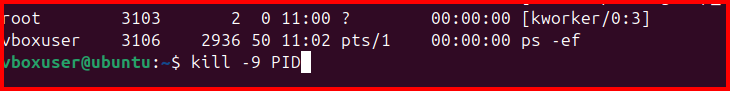 root 3103 2 0 11:00 ? 00:00:00 [kworker/0:3]
vboxuser 3106 2936 50 11:02 pts/1 00:00:00 ps -ef
vboxuser@ubuntu:~$ kill -9 PID